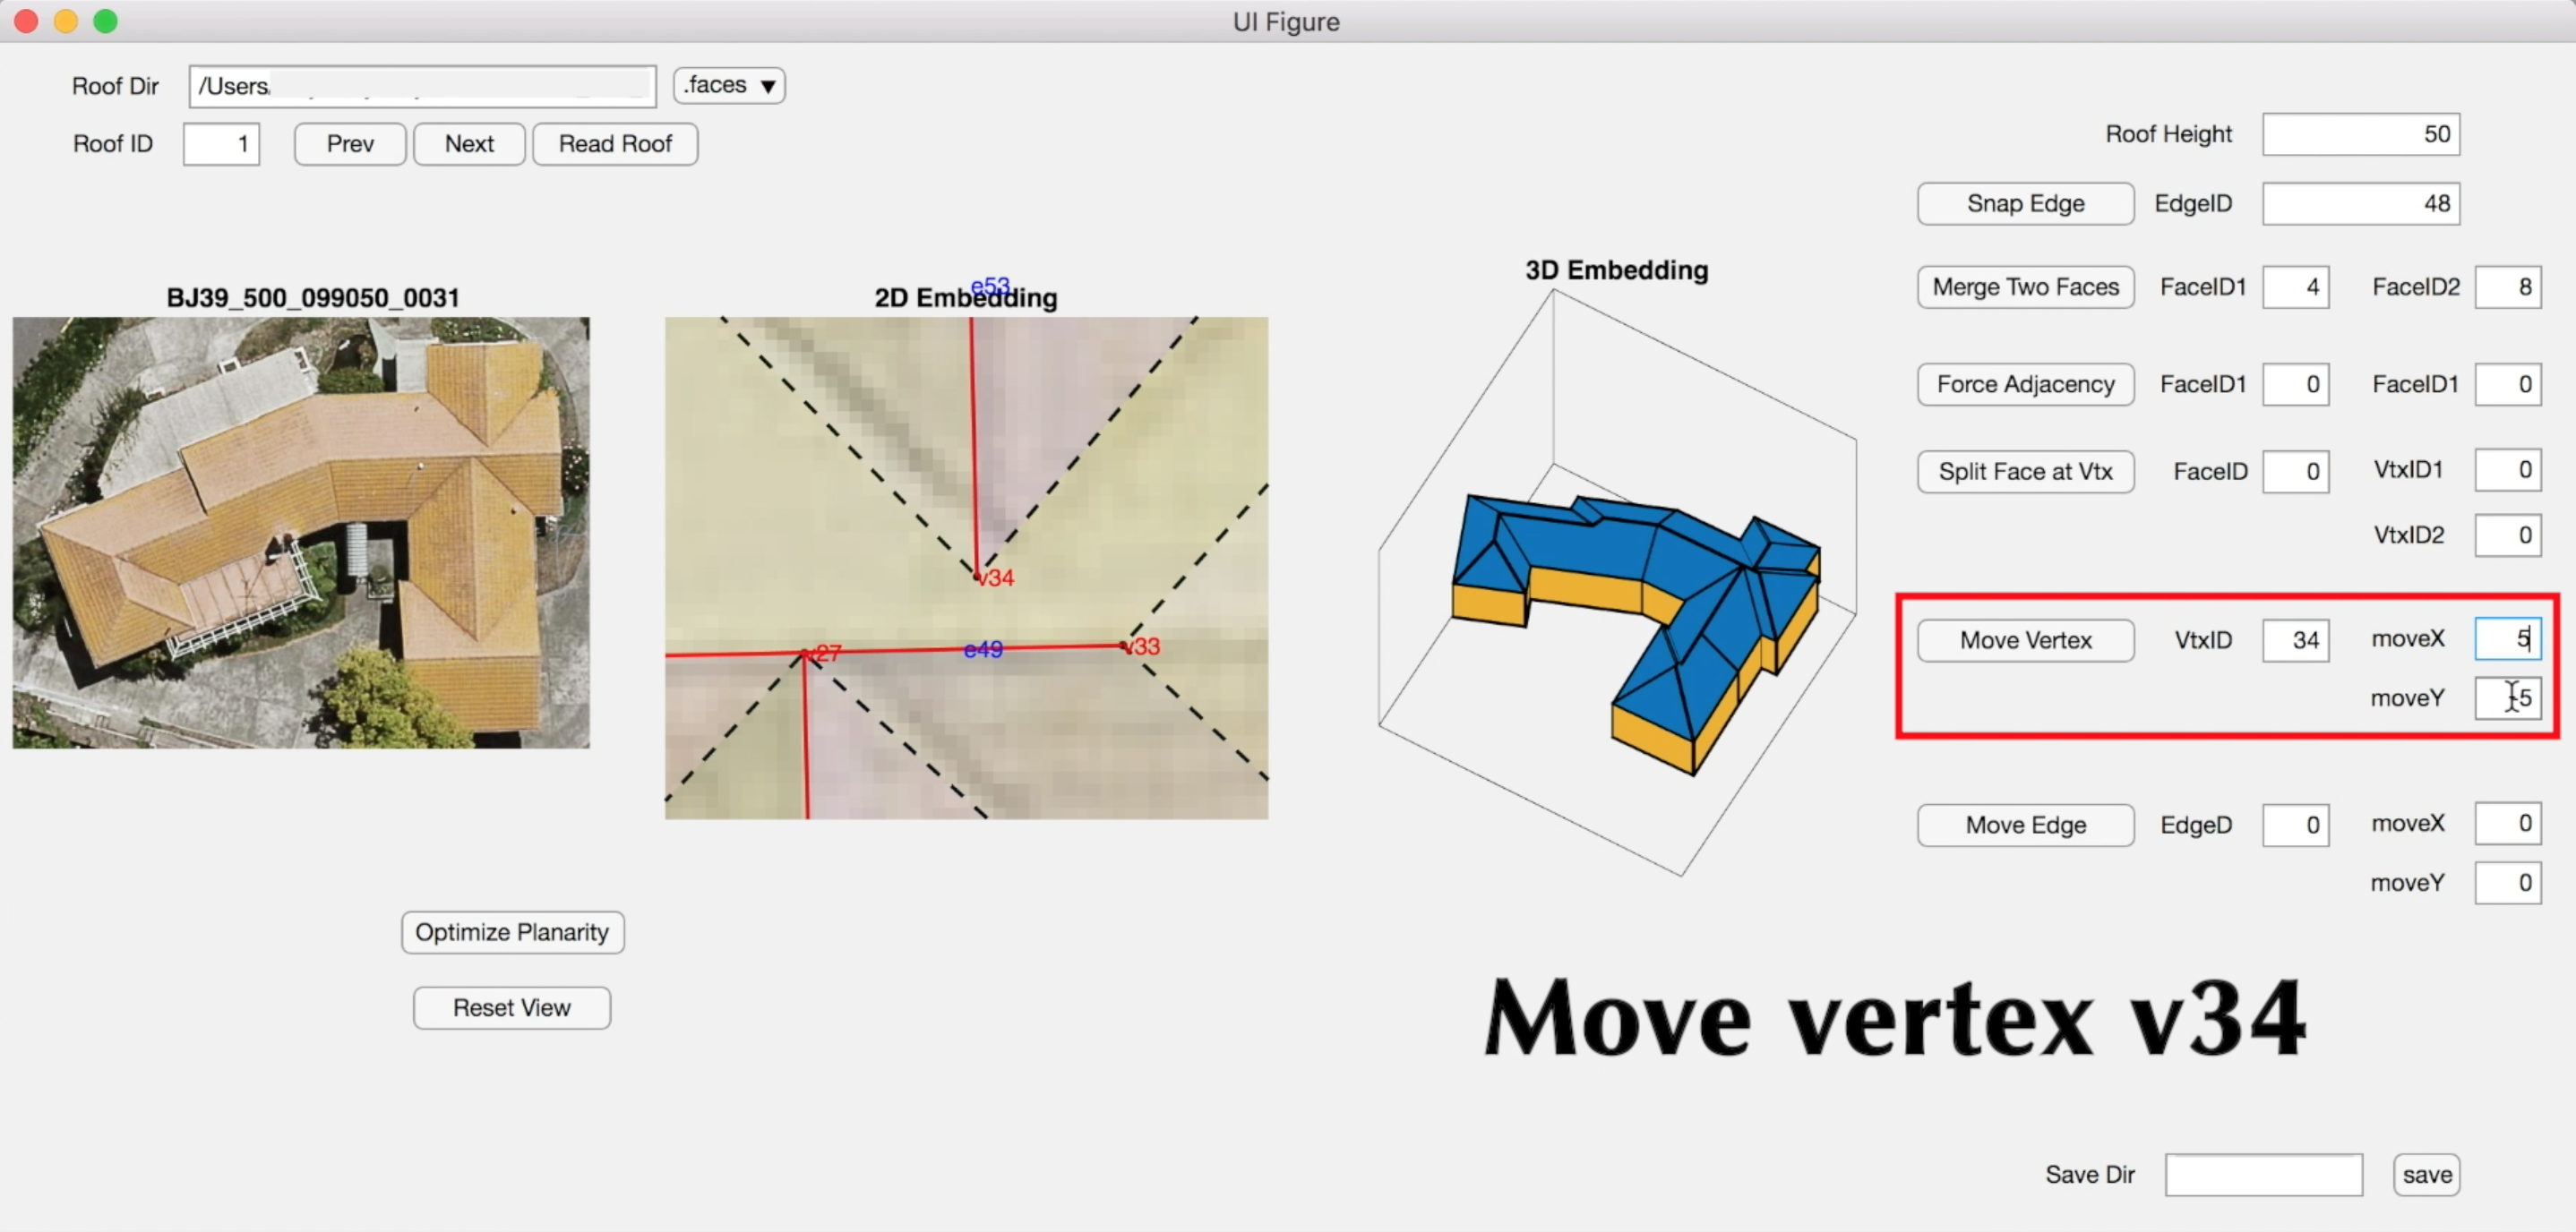 UI Figure
Roof Dir /Users/ .faces ▼
Roof ID 1 Prev Next Read Roof
Roof Height 50
Snap Edge EdgeID 48
Merge Two Faces FaceID1 4 FaceID2 8
Force Adjacency FaceID1 0 FaceID1 0
Split Face at Vtx FaceID 0 VtxID1 0
VtxID2 0
Move Vertex VtxID 34 moveX 5
moveY -5
Move Edge EdgeD 0 moveX 0
moveY 0
BJ39_500_099050_0031
e53
2D Embedding
v34
v27 e49 v33
3D Embedding
Optimize Planarity
Reset View
Move vertex v34
Save Dir save